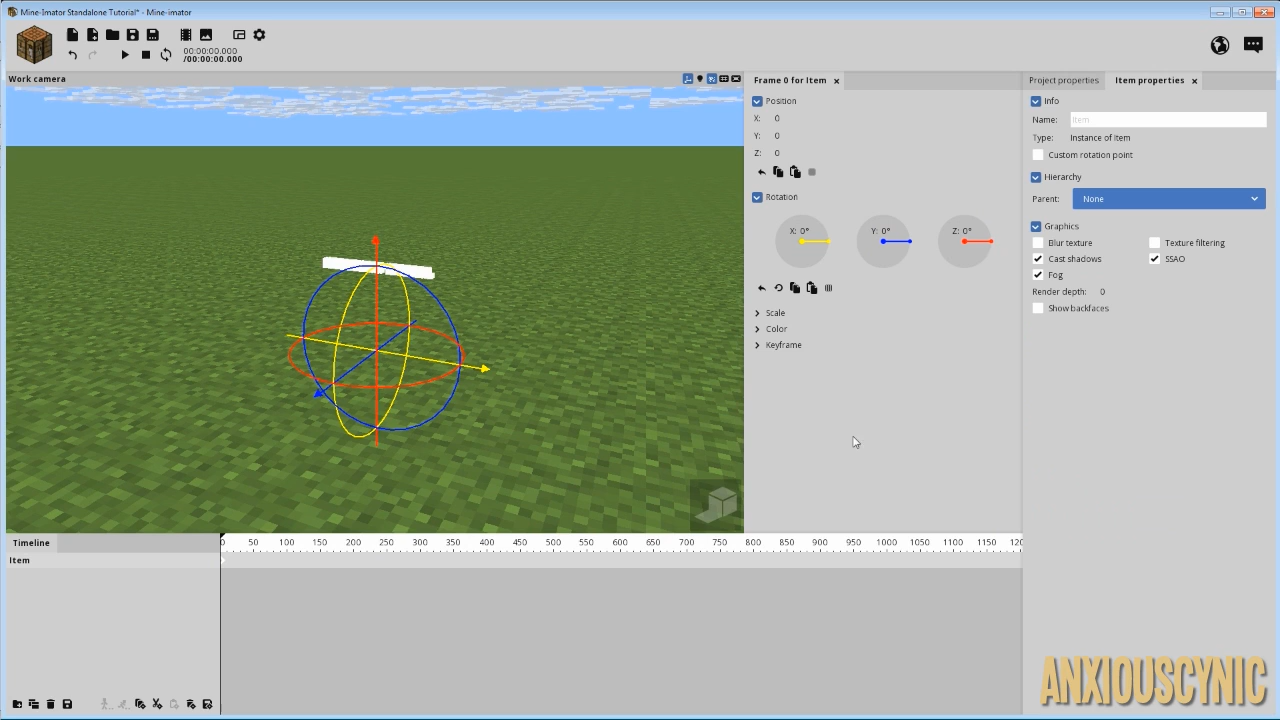 Mine-Imator Standalone Tutorial* - Mine-imator
00:00:00.000
/00:00:00.000
Work camera
Frame 0 for Item
Position
X: 0
Y: 0
Z: 0
Rotation
X: 0° Y: 0° Z: 0°
Scale
Color
Keyframe
Project properties Item properties
Info
Name: Item
Type: Instance of item
Custom rotation point
Hierarchy
Parent: None
Graphics
Blur texture Texture filtering
Cast shadows SSAO
Fog
Render depth: 0
Show backfaces
Timeline
0 50 100 150 200 250 300 350 400 450 500 550 600 650 700 750 800 850 900 950 1000 1050 1100 1150
Item
ANXIOUSCYNIC